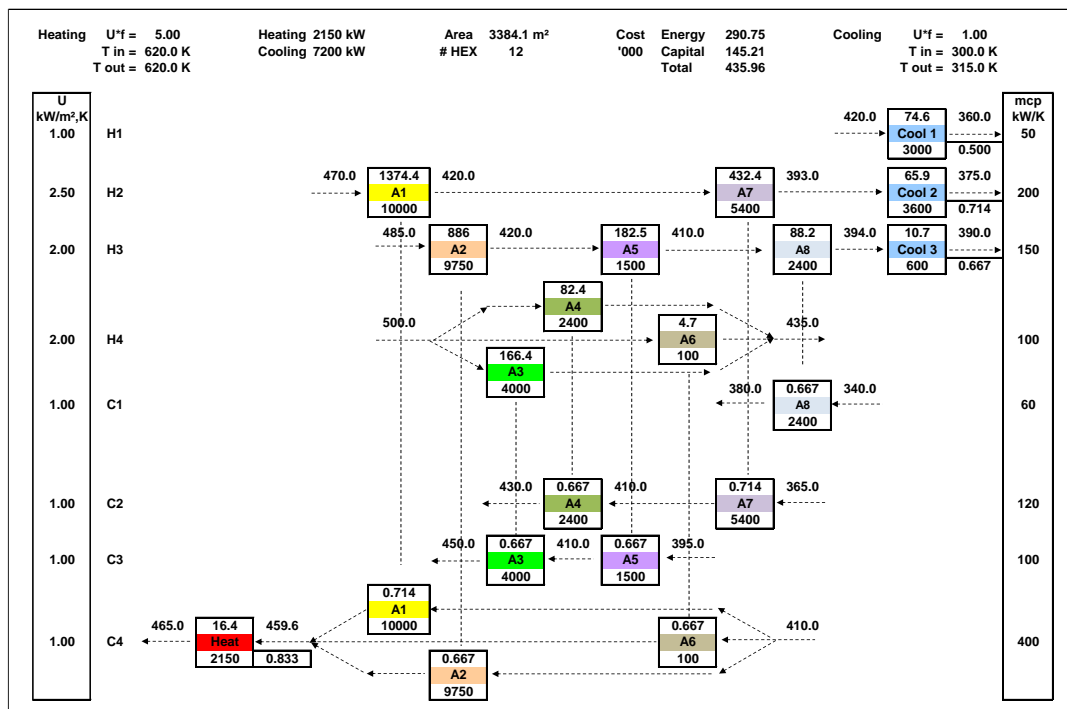 Heating U*f = 5.00 Heating 2150 kW Area 3384.1 m² Cost Energy 290.75 Cooling U*f = 1.00
T in = 620.0 K Cooling 7200 kW # HEX 12 '000 Capital 145.21 T in = 300.0 K
T out = 620.0 K Total 435.96 T out = 315.0 K
U mcp
kW/m²,K kW/K
420.0 74.6 360.0
1.00 H1 Cool 1 50
3000 0.500
470.0 1374.4 420.0 432.4 393.0 65.9 375.0
2.50 H2 A1 A7 Cool 2 200
10000 5400 3600 0.714
485.0 886 420.0 182.5 410.0 88.2 394.0 10.7 390.0
2.00 H3 A2 A5 A8 Cool 3 150
9750 1500 2400 600 0.667
82.4
A4
2400
500.0 4.7 435.0
2.00 H4 A6 100
100
166.4
A3
4000
380.0 0.667 340.0
1.00 C1 A8 60
2400
430.0 0.667 410.0 0.714 365.0
1.00 C2 A4 A7 120
2400 5400
450.0 0.667 410.0 0.667 395.0
1.00 C3 A3 A5 100
4000 1500
0.714
A1
10000
465.0 16.4 459.6 0.667 410.0
1.00 C4 Heat A6 400
2150 0.833 100
0.667
A2
9750